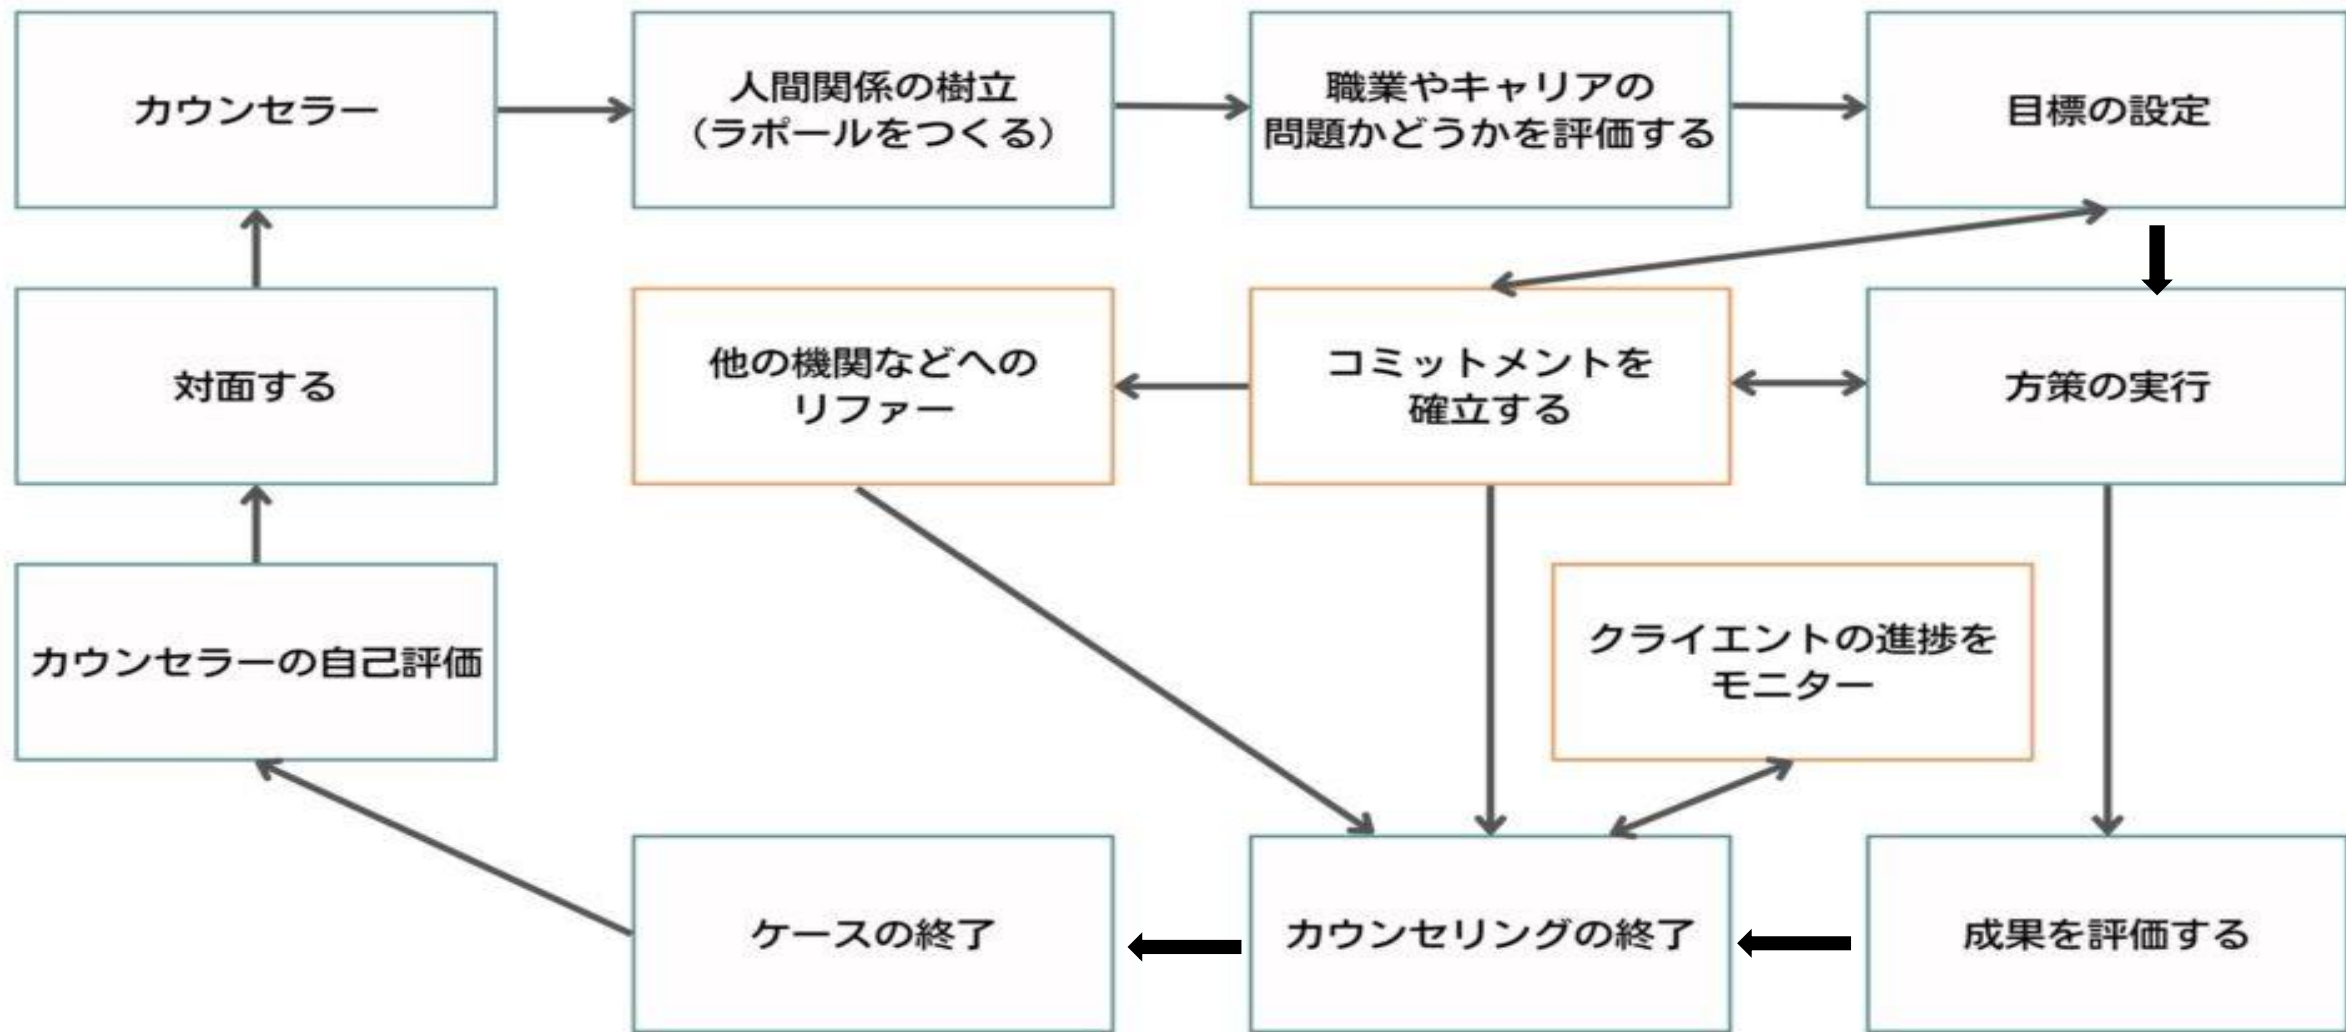 カウンセラー
人間関係の樹立
（ラポールをつくる）
職業やキャリアの
問題かどうかを評価する
目標の設定
対面する
他の機関などへの
リファー
コミットメントを
確立する
方策の実行
カウンセラーの自己評価
クライエントの進捗を
モニター
ケースの終了
カウンセリングの終了
成果を評価する